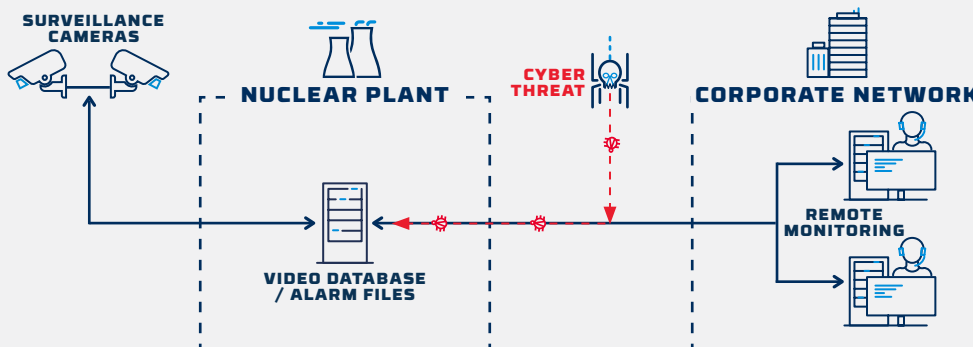 SURVEILLANCE
CAMERAS
NUCLEAR PLANT
CYBER
THREAT
CORPORATE NETWORK
REMOTE
MONITORING
VIDEO DATABASE
/ ALARM FILES